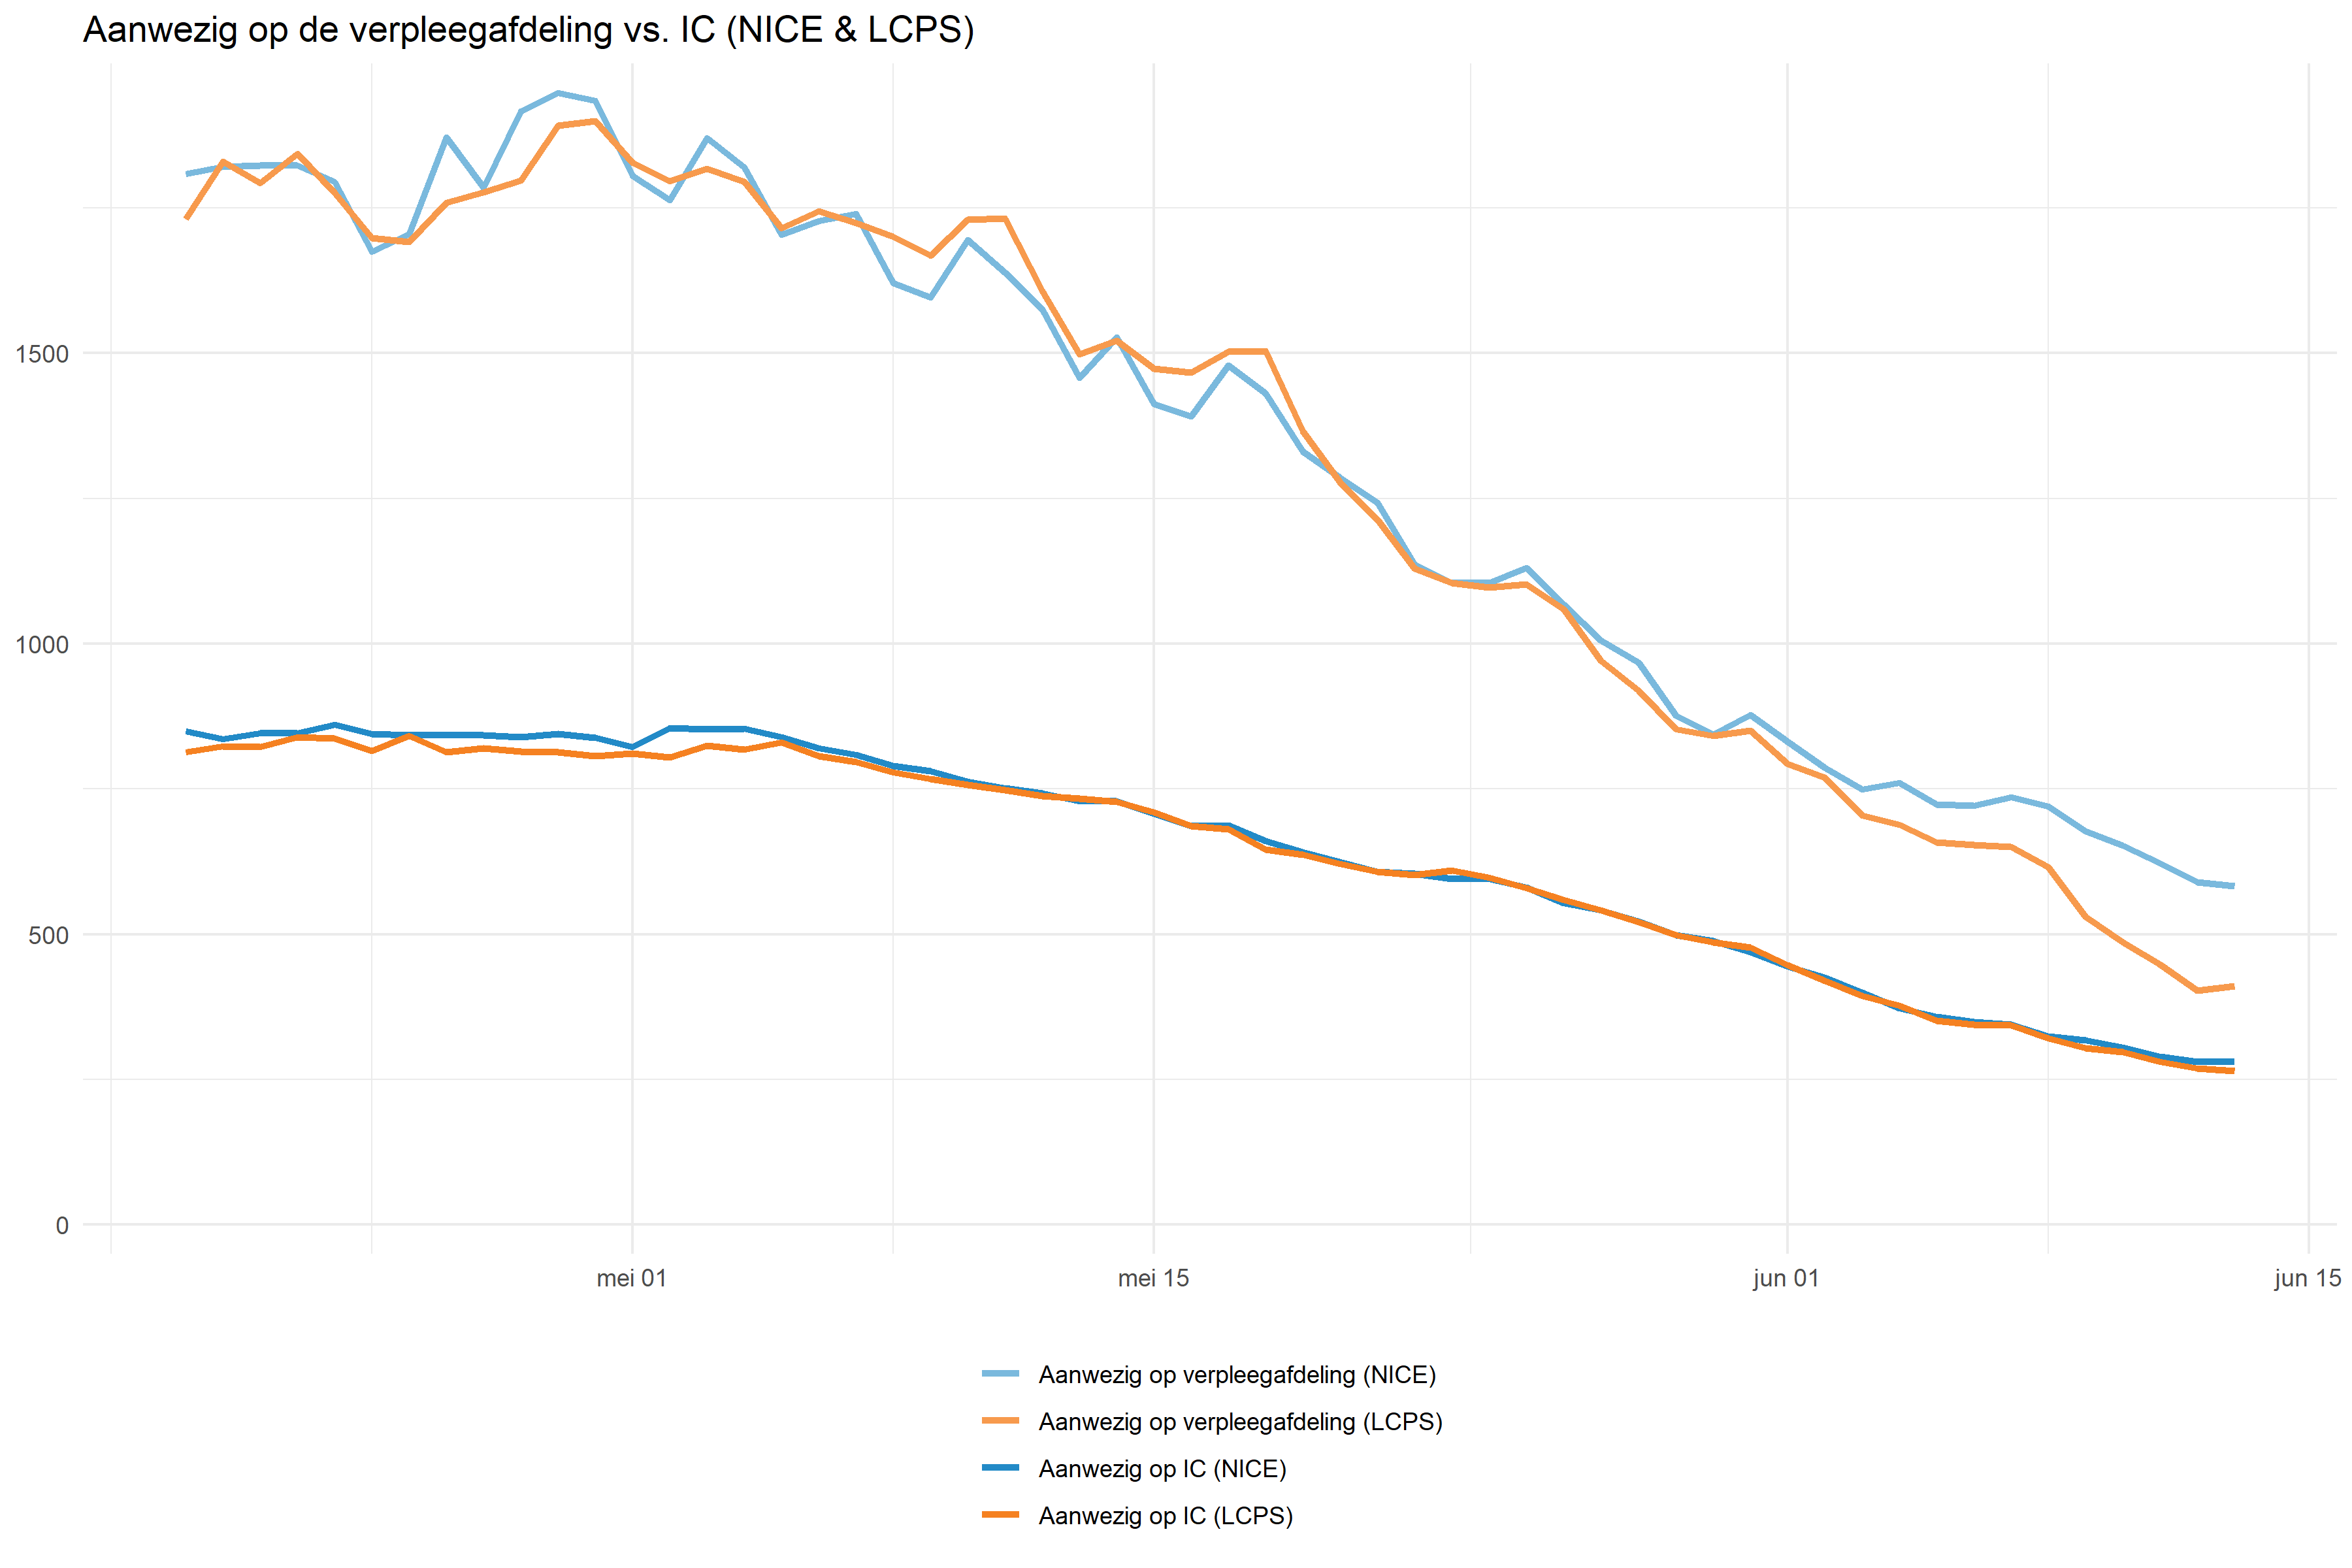 Aanwezig op de verpleegafdeling vs. IC (NICE & LCPS)
1500
1000
500
0
mei 01 mei 15 jun 01 jun 15
Aanwezig op verpleegafdeling (NICE)
Aanwezig op verpleegafdeling (LCPS)
Aanwezig op IC (NICE)
Aanwezig op IC (LCPS)